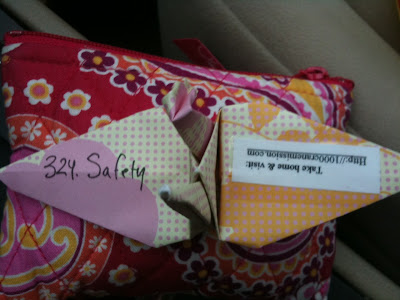 324. Safety
Take home & visit:
Http://1000cranemission.com